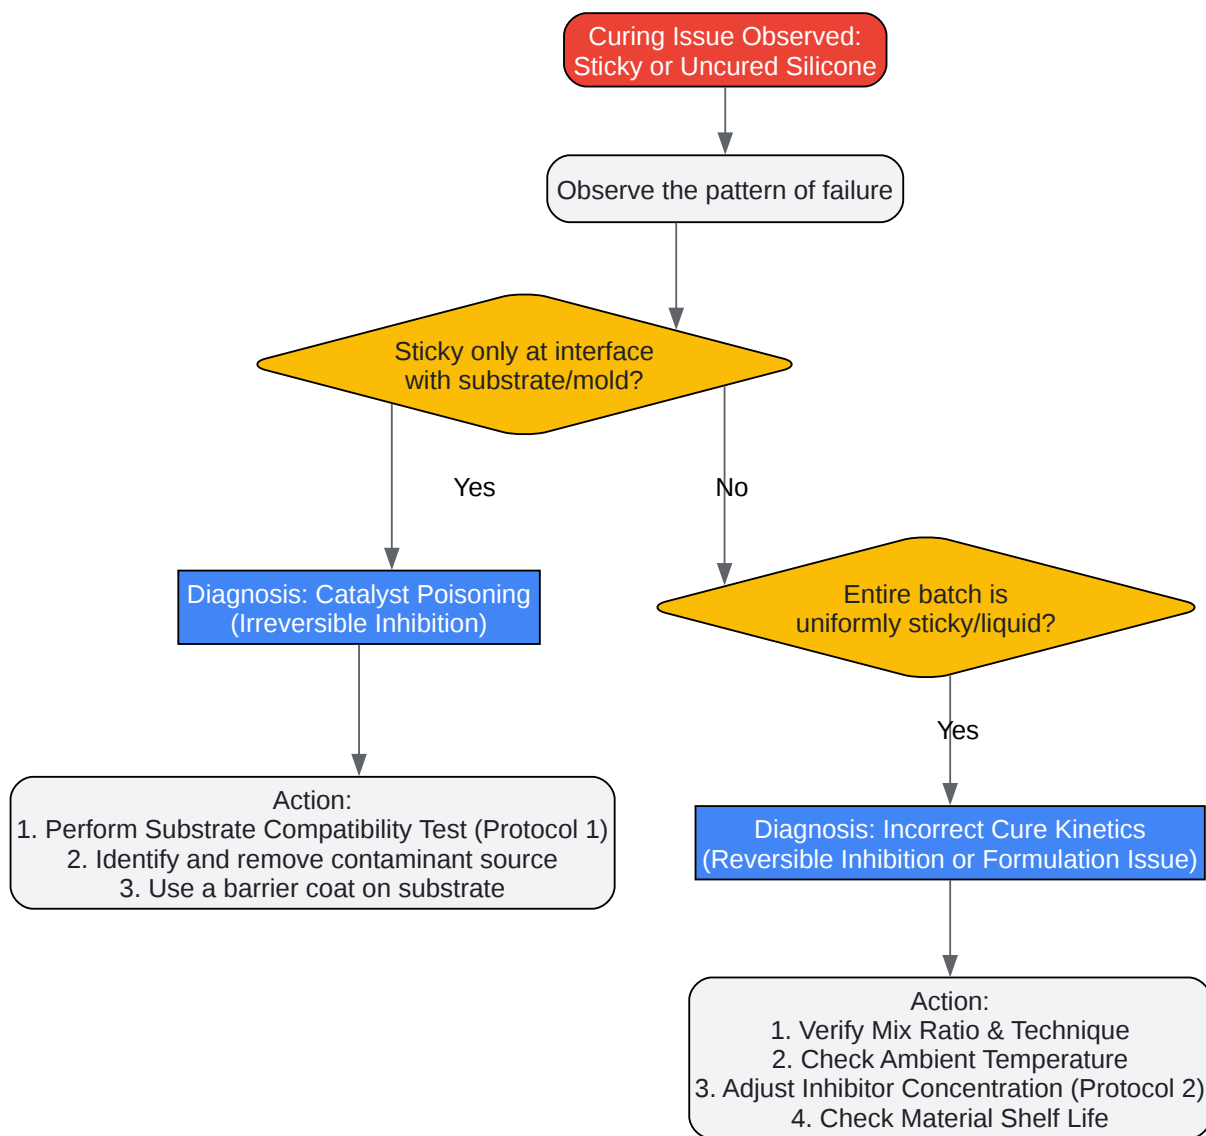 Curing Issue Observed:
Sticky or Uncured Silicone
Observe the pattern of failure
Sticky only at interface
with substrate/mold?
Yes
No
Diagnosis: Catalyst Poisoning
(Irreversible Inhibition)
Entire batch is
uniformly sticky/liquid?
Yes
Action:
1. Perform Substrate Compatibility Test (Protocol 1)
2. Identify and remove contaminant source
3. Use a barrier coat on substrate
Diagnosis: Incorrect Cure Kinetics
(Reversible Inhibition or Formulation Issue)
Action:
1. Verify Mix Ratio & Technique
2. Check Ambient Temperature
3. Adjust Inhibitor Concentration (Protocol 2)
4. Check Material Shelf Life